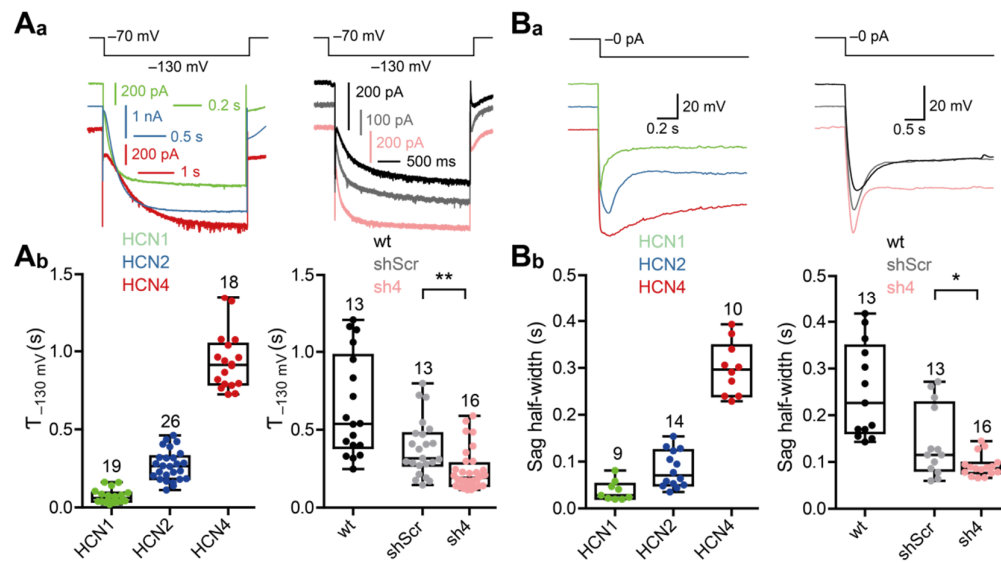 Aa
–70 mV
–130 mV
200 pA
0.2 s
1 nA
0.5 s
200 pA
1 s
–70 mV
–130 mV
200 pA
100 pA
200 pA
500 ms
Ba
–0 pA
20 mV
0.2 s
–0 pA
20 mV
0.5 s
Ab
HCN1
HCN2
HCN4
T–130 mV (s)
1.5
1.0
0.5
0.0
19
26
18
HCN1
HCN2
HCN4
wt
shScr
sh4
T–130 mV (s)
1.5
1.0
0.5
0.0
13
13
16
**
wt
shScr
sh4
Bb
HCN1
HCN2
HCN4
Sag half-width (s)
0.5
0.4
0.3
0.2
0.1
0.0
9
14
10
HCN1
HCN2
HCN4
wt
shScr
sh4
Sag half-width (s)
0.5
0.4
0.3
0.2
0.1
0.0
13
13
16
*
wt
shScr
sh4